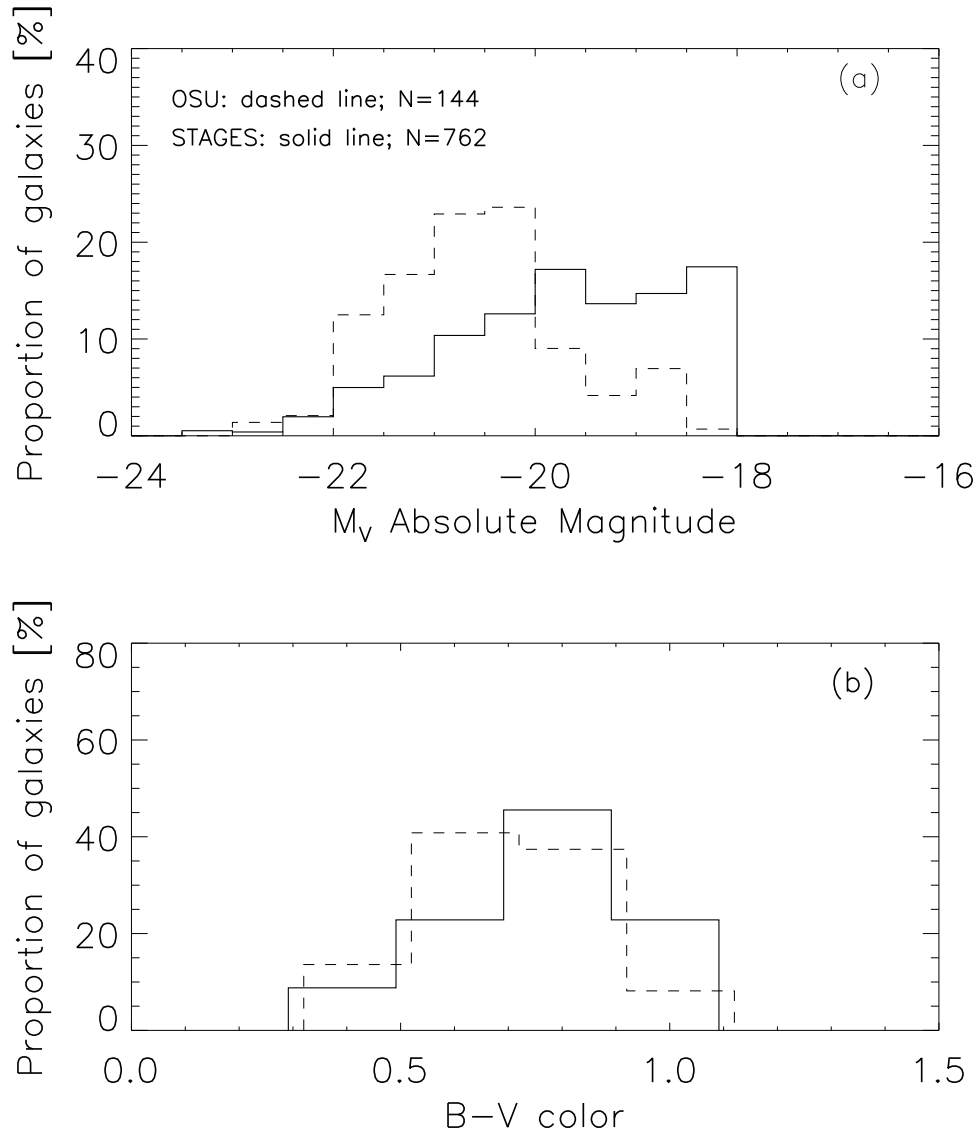 Proportion of galaxies [%]
40
30
20
10
0
(a)
OSU: dashed line; N=144
STAGES: solid line; N=762
−24 −22 −20 −18 −16
M_V Absolute Magnitude
Proportion of galaxies [%]
80
60
40
20
0
(b)
0.0 0.5 1.0 1.5
B−V color